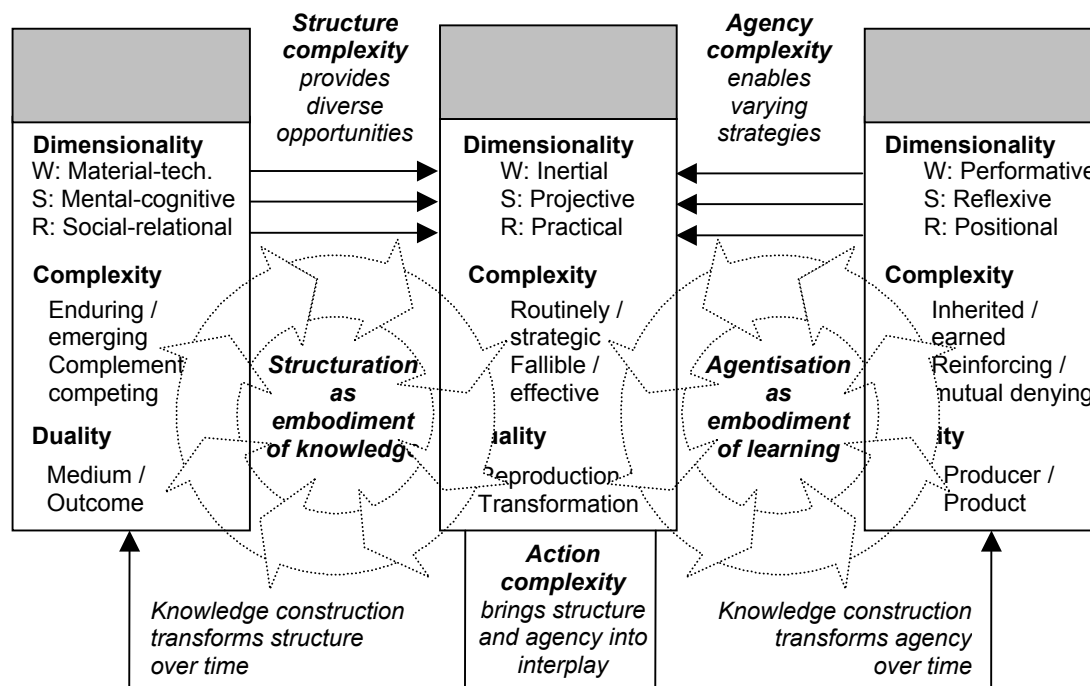 Structure
complexity
provides
diverse
opportunities
Agency
complexity
enables
varying
strategies
Dimensionality
W: Material-tech.
S: Mental-cognitive
R: Social-relational
Complexity
Enduring /
emerging
Complement
competing
Duality
Medium /
Outcome
Dimensionality
W: Inertial
S: Projective
R: Practical
Complexity
Routinely /
strategic
Fallible /
effective
uality
Reproduction /
Transformation
Dimensionality
W: Performative
S: Reflexive
R: Positional
Complexity
Inherited /
earned
Reinforcing /
mutual denying
ity
Producer /
Product
Structuration
as
embodiment
of knowledge
Agentisation
as
embodiment
of learning
Knowledge construction
transforms structure
over time
Action
complexity
brings structure
and agency into
interplay
Knowledge construction
transforms agency
over time